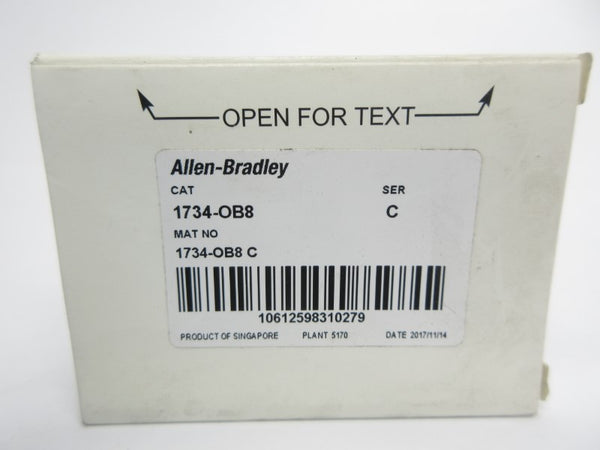 OPEN FOR TEXT
Allen-Bradley
CAT SER
1734-OB8 C
MAT NO
1734-OB8 C
10612598310279
PRODUCT OF SINGAPORE PLANT 5170 DATE 2017/11/14